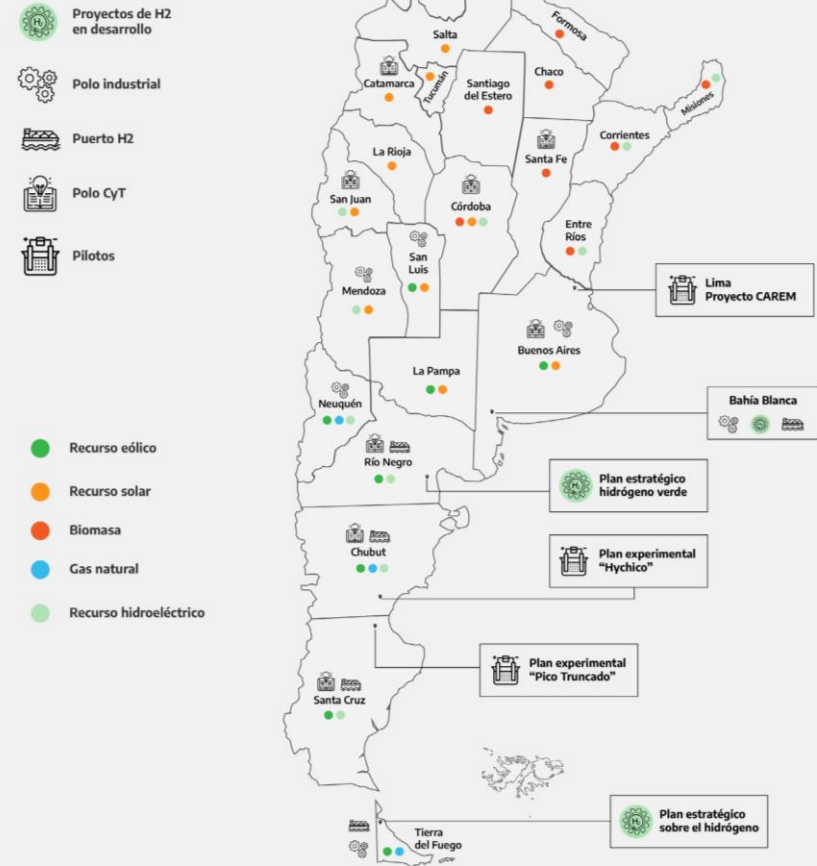 Proyectos de H2
en desarrollo
Polo industrial
Puerto H2
Polo CyT
Pilotos
Recurso eólico
Recurso solar
Biomasa
Gas natural
Recurso hidroeléctrico
Salta
Formosa
Catamarca
Tucumán
Santiago
del Estero
Chaco
Misiones
Corrientes
La Rioja
Santa Fe
San Juan
Córdoba
Entre
Ríos
San
Luis
Mendoza
Lima
Proyecto CAREM
Buenos Aires
La Pampa
Neuquén
Bahía Blanca
Río Negro
H2
Plan estratégico
hidrógeno verde
Chubut
Plan experimental
“Hychico”
Plan experimental
“Pico Truncado”
Santa Cruz
Tierra
del Fuego
H2
Plan estratégico
sobre el hidrógeno